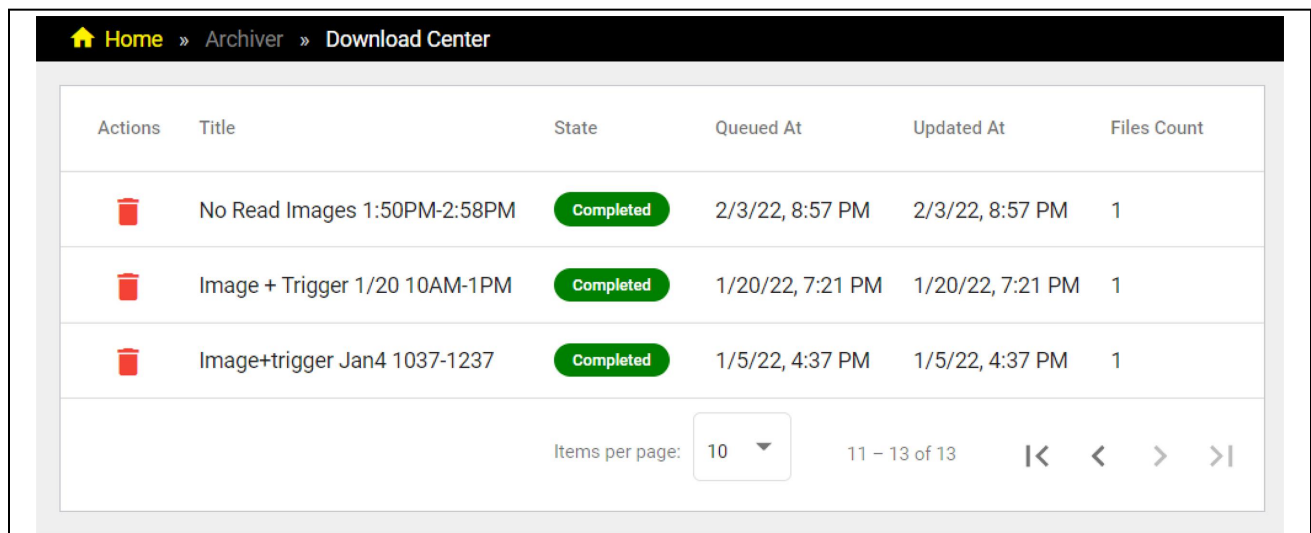 Home » Archiver » Download Center
Actions Title State Queued At Updated At Files Count
No Read Images 1:50PM-2:58PM Completed 2/3/22, 8:57 PM 2/3/22, 8:57 PM 1
Image + Trigger 1/20 10AM-1PM Completed 1/20/22, 7:21 PM 1/20/22, 7:21 PM 1
Image+trigger Jan4 1037-1237 Completed 1/5/22, 4:37 PM 1/5/22, 4:37 PM 1
Items per page: 10 11 – 13 of 13